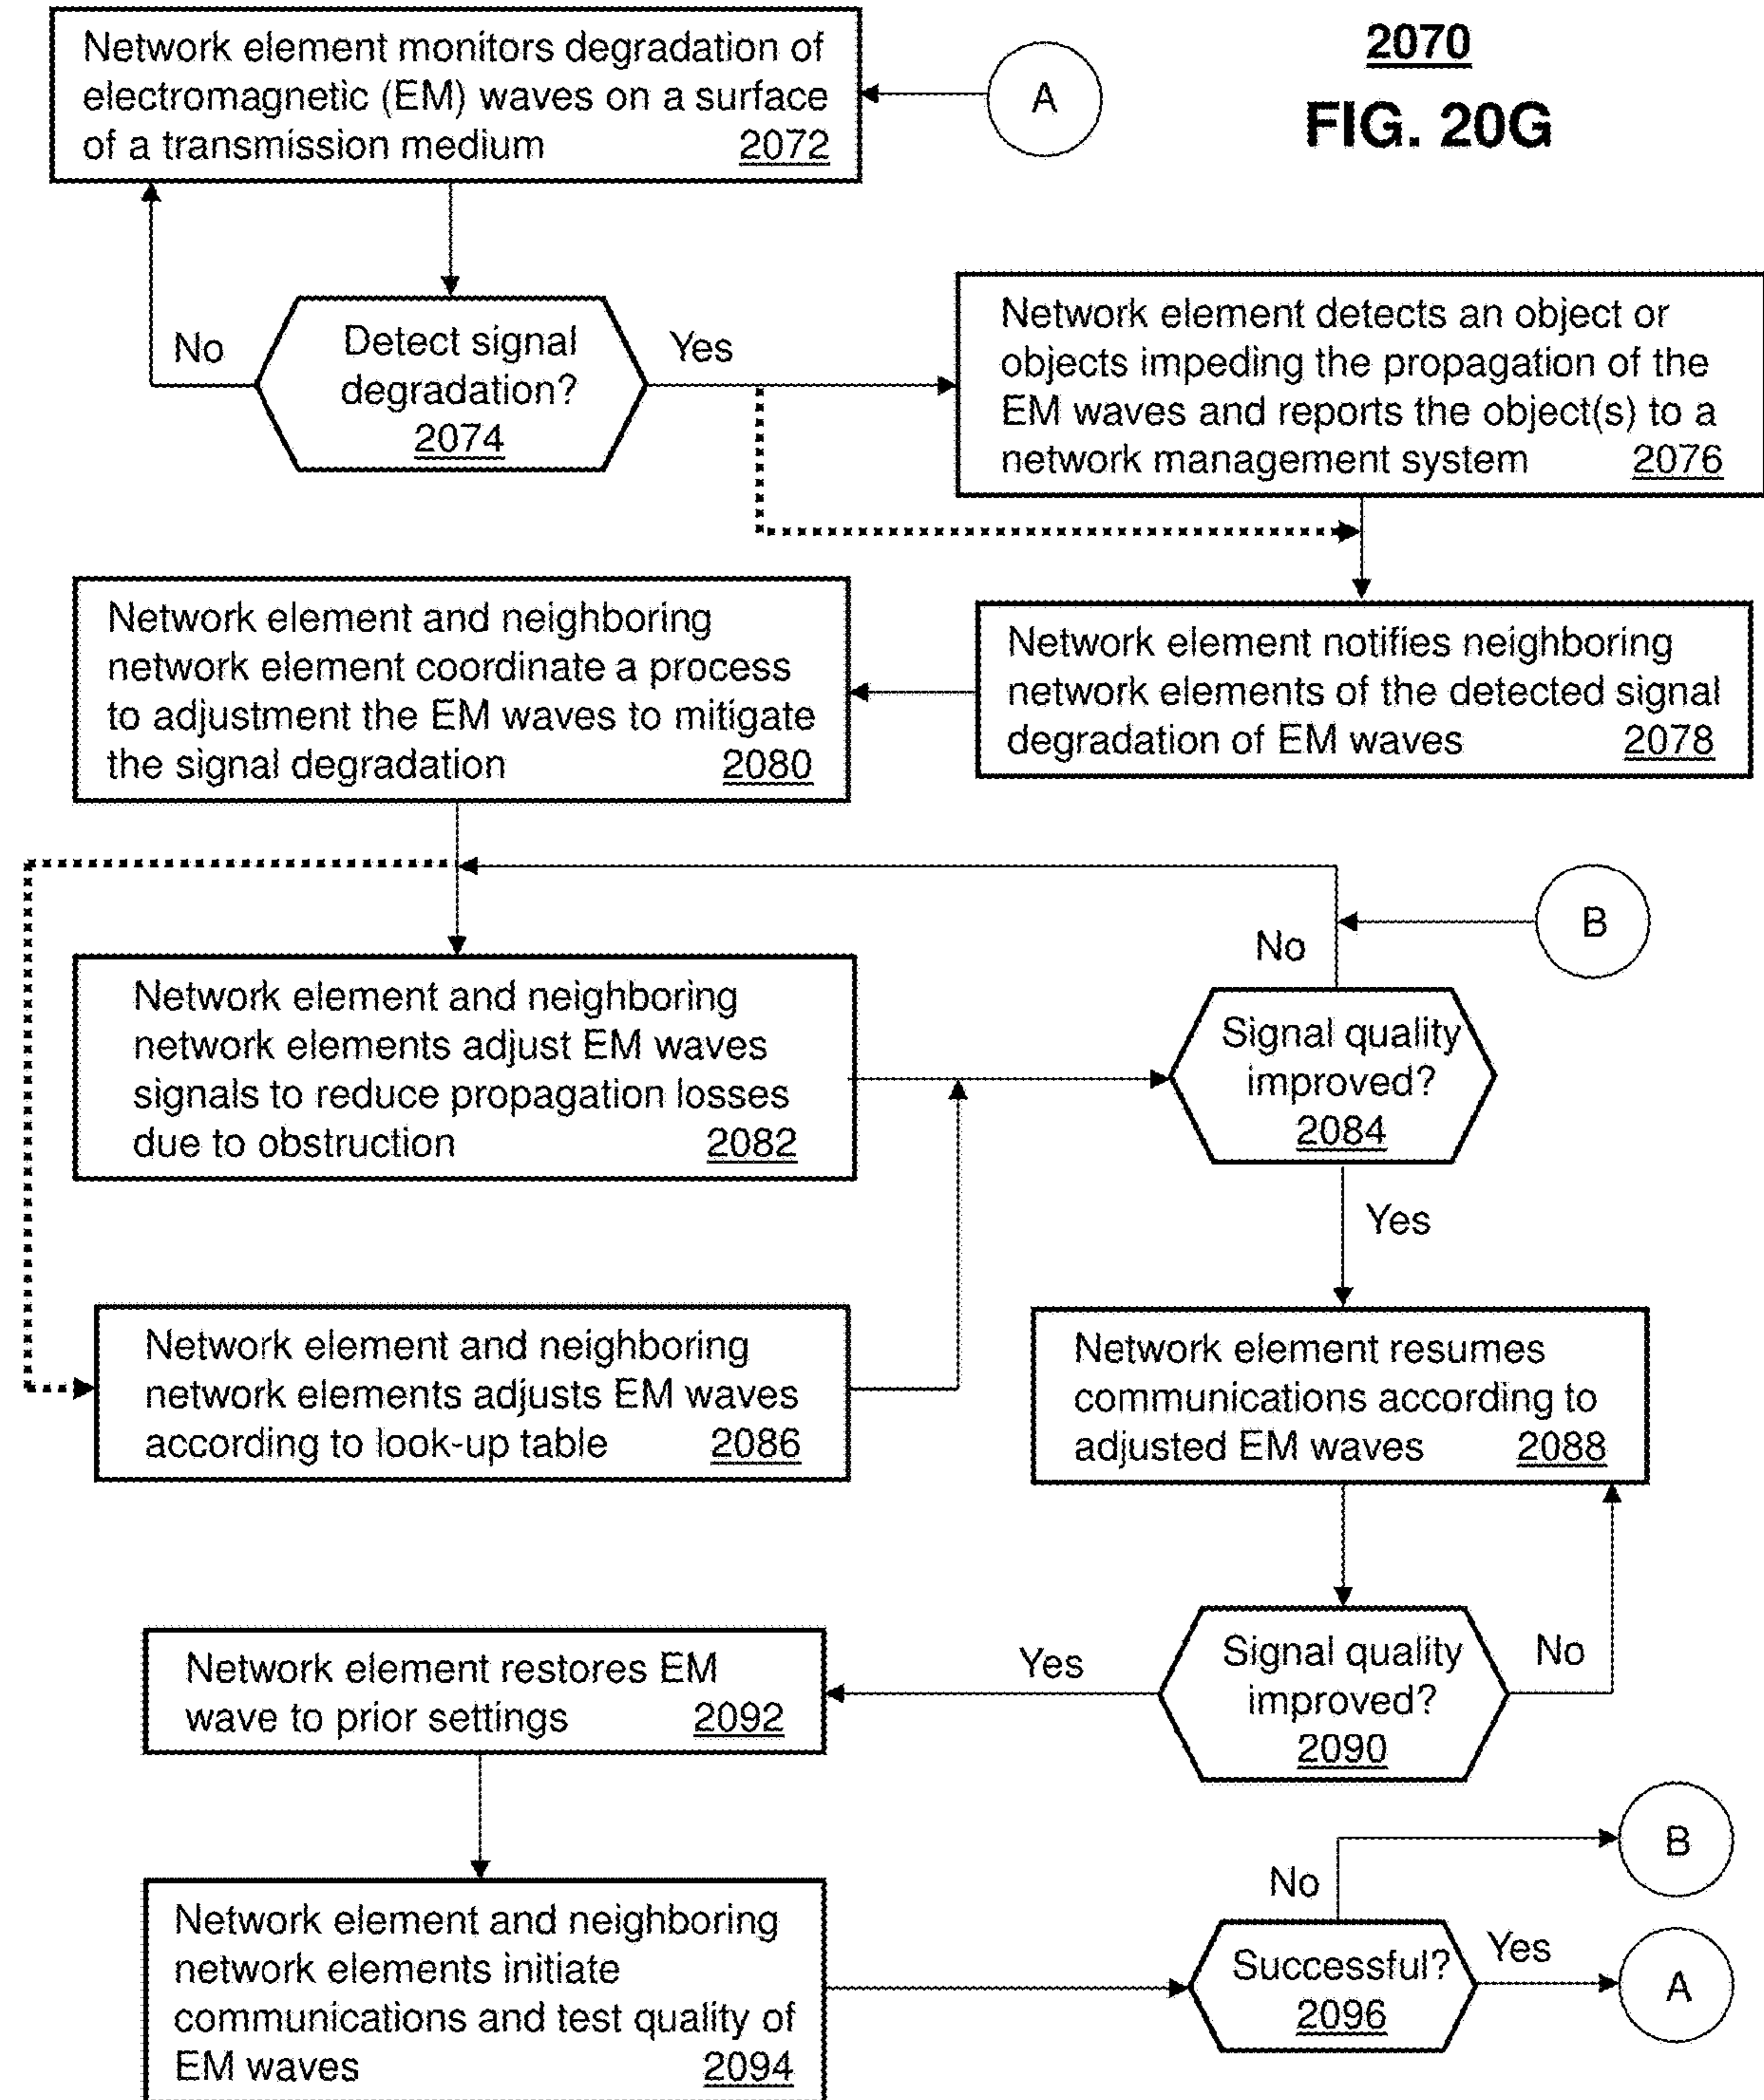 2070
FIG. 20G
Network element monitors degradation of
electromagnetic (EM) waves on a surface
of a transmission medium 2072
A
No
Detect signal
degradation?
2074
Yes
Network element detects an object or
objects impeding the propagation of the
EM waves and reports the object(s) to a
network management system 2076
Network element notifies neighboring
network elements of the detected signal
degradation of EM waves 2078
Network element and neighboring
network element coordinate a process
to adjustment the EM waves to mitigate
the signal degradation 2080
B
No
Network element and neighboring
network elements adjust EM waves
signals to reduce propagation losses
due to obstruction 2082
Signal quality
improved?
2084
Yes
Network element and neighboring
network elements adjusts EM waves
according to look-up table 2086
Network element resumes
communications according to
adjusted EM waves 2088
Signal quality
improved?
2090
No
Yes
Network element restores EM
wave to prior settings 2092
Network element and neighboring
network elements initiate
communications and test quality of
EM waves 2094
Successful?
2096
No
B
Yes
A